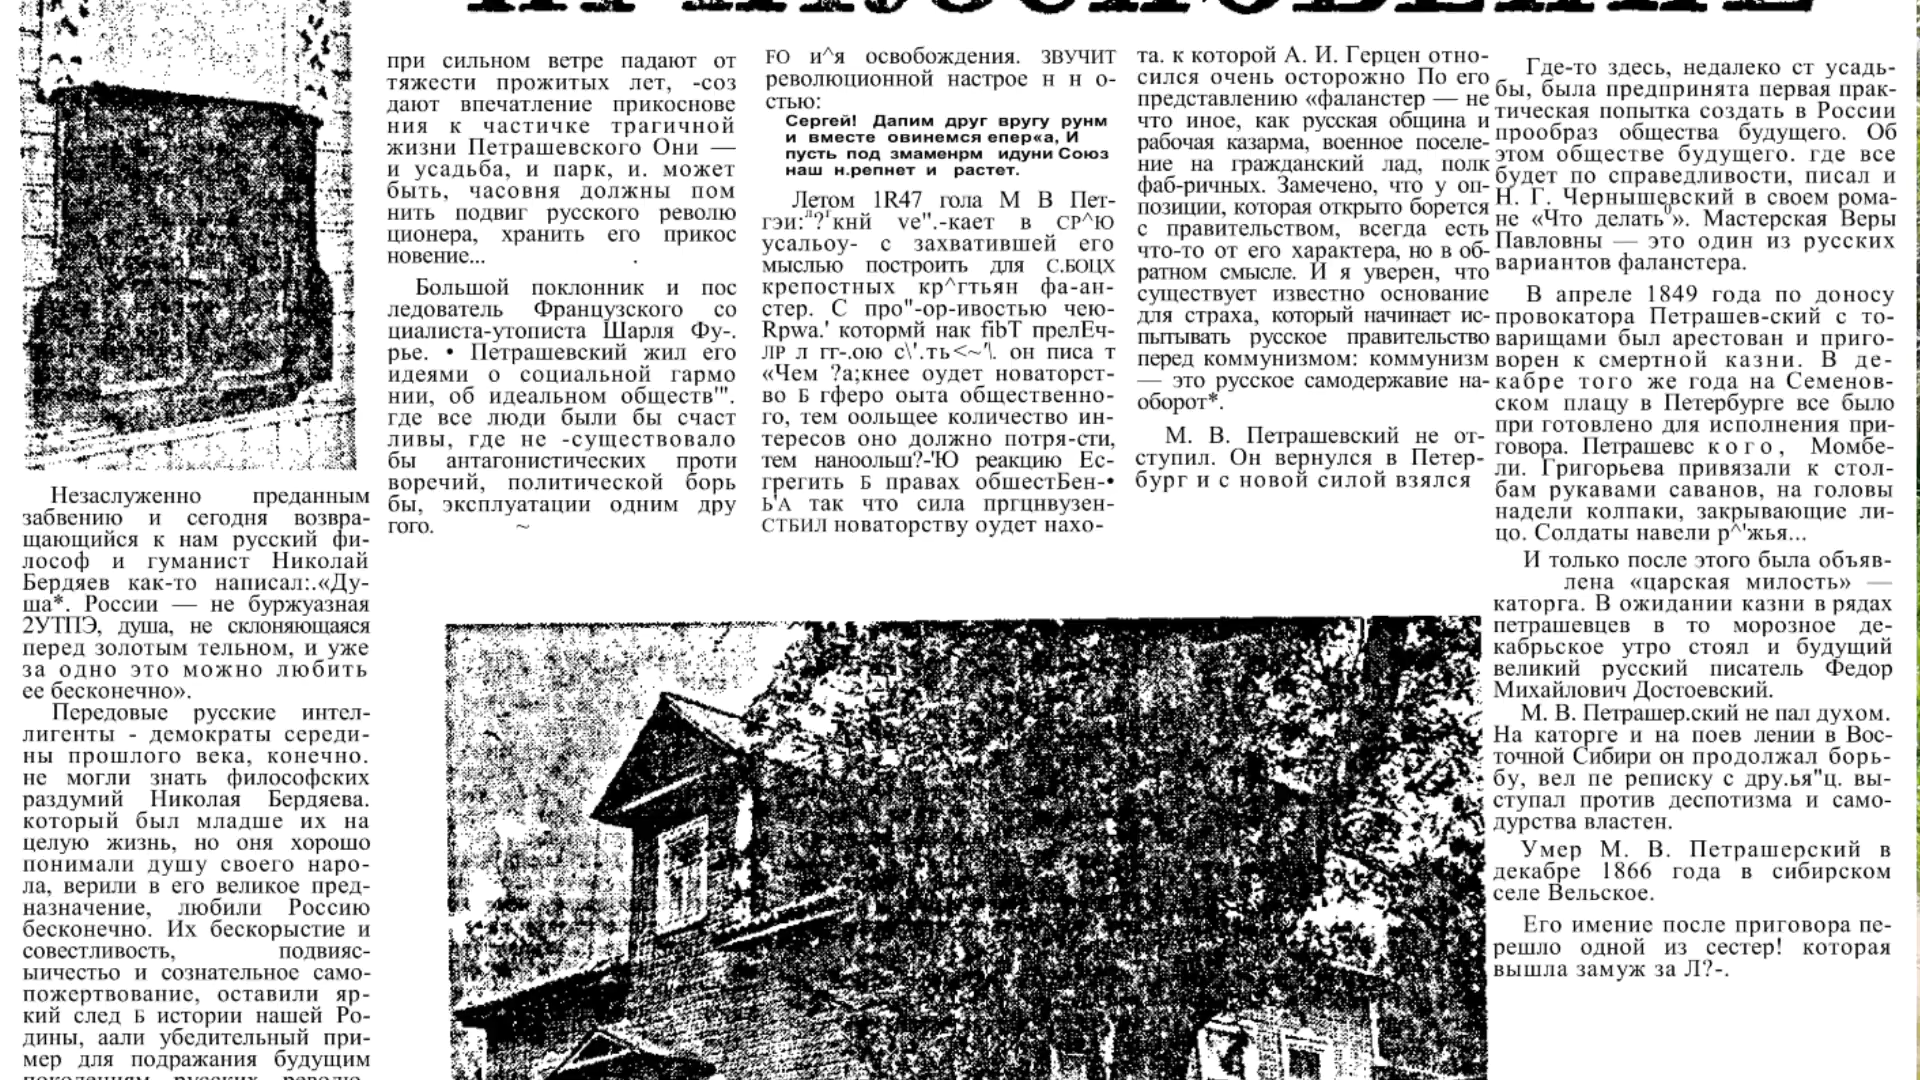 Незаслуженно преданным
забвению и сегодня возвра-
щающийся к нам русский фи-
лософ и гуманист Николай
Бердяев как-то написал:.«Ду-
ша*. России — не буржуазная
2УТПЭ, душа, не склоняющаяся
перед золотым тельном, и уже
за одно это можно любить
ее бесконечно».
Передовые русские интел-
лигенты - демократы середи-
ны прошлого века, конечно.
не могли знать философских
раздумий Николая Бердяева.
который был младше их на
целую жизнь, но оня хорошо
понимали душу своего наро-
ла, верили в его великое пред-
назначение, любили Россию
бесконечно. Их бескорыстие и
совестливость, подвияс-
ыичестьо и сознательное само-
пожертвование, оставили яр-
кий след Б истории нашей Ро-
дины, аали убедительный при-
мер для подражания будущим
при сильном ветре падают от
тяжести прожитых лет, -соз
дают впечатление прикоснове
ния к частичке трагичной
жизни Петрашевского Они —
и усадьба, и парк, и. может
быть, часовня должны пом
нить подвиг русского револю
ционера, хранить его прикос
новение...
Большой поклонник и пос
ледователь Французского со
циалиста-утописта Шарля Фу-.
рье. • Петрашевский жил его
идеями о социальной гармо
нии, об идеальном обществ'".
где все люди были бы счаст
ливы, где не -существовало
бы антагонистических проти
воречий, политической борь
бы, эксплуатации одним дру
гого. ~
FO и^я освобождения. ЗВУЧИТ
революционной настрое н н о-
стью:
Сергей! Дапим друг вругу рунм
и вместе овинемся епер«а, И
пусть под змаменрм идуни Союз
наш н.репнет и растет.
Летом 1R47 гола М В Пет-
гэи:"?'кнй ve".-кает в СР^Ю
усальоу- с захватившей его
мыслью построить для С.БОЦХ
крепостных кр^гтьян фа-ан-
стер. С про"-ор-ивостью чею-
Rpwa.' котормй нак fibT прелЕч-
ЛР л гт-.ою с\'.ть<~'\. он писа т
«Чем ?а;кнее оудет новаторст-
во Б гферо оыта общественно-
го, тем оольщее количество ин-
тересов оно должно потря-сти,
тем наноольш?-'Ю реакцию Ес-
грегить Б правах обшестБен-•
Ь'А так что сила пргцнвузен-
СТБИЛ новаторству оудет нахо-
та. к которой А. И. Герцен отно-
сился очень осторожно По его
представлению «фаланстер — не
что иное, как русская община и
рабочая казарма, военное поселе-
ние на гражданский лад, полк
фаб-ричных. Замечено, что у оп-
позиции, которая открыто борется
с правительством, всегда есть
что-то от его характера, но в об-
ратном смысле. И я уверен, что
существует известно основание
для страха, который начинает ис-
пытывать русское правительство
перед коммунизмом: коммунизм
— это русское самодержавие на-
оборот*.
М. В. Петрашевский не от-
ступил. Он вернулся в Петер-
бург и с новой силой взялся
Где-то здесь, недалеко ст усадь-
бы, была предпринята первая прак-
тическая попытка создать в России
прообраз общества будущего. Об
этом обществе будущего. где все
будет по справедливости, писал и
Н. Г. Чернышевский в своем рома-
не «Что делать⁰». Мастерская Веры
Павловны — это один из русских
вариантов фаланстера.
В апреле 1849 года по доносу
провокатора Петрашев-ский с то-
варищами был арестован и приго-
ворен к смертной казни. В де-
кабре того же года на Семенов-
ском плацу в Петербурге все было
при готовлено для исполнения при-
говора. Петрашевс к о г о , Момбе-
ли. Григорьева привязали к стол-
бам рукавами саванов, на головы
надели колпаки, закрывающие ли-
цо. Солдаты навели р^'жья...
И только после этого была объяв-
лена «царская милость» —
каторга. В ожидании казни в рядах
петрашевцев в то морозное де-
кабрьское утро стоял и будущий
великий русский писатель Федор
Михайлович Достоевский.
М. В. Петрашер.ский не пал духом.
На каторге и на поев лении в Вос-
точной Сибири он продолжал борь-
бу, вел пе реписку с дру.ья"ц. вы-
ступал против деспотизма и само-
дурства властен.
Умер М. В. Петрашерский в
декабре 1866 года в сибирском
селе Вельское.
Его имение после приговора пе-
решло одной из сестер! которая
вышла замуж за Л?-.